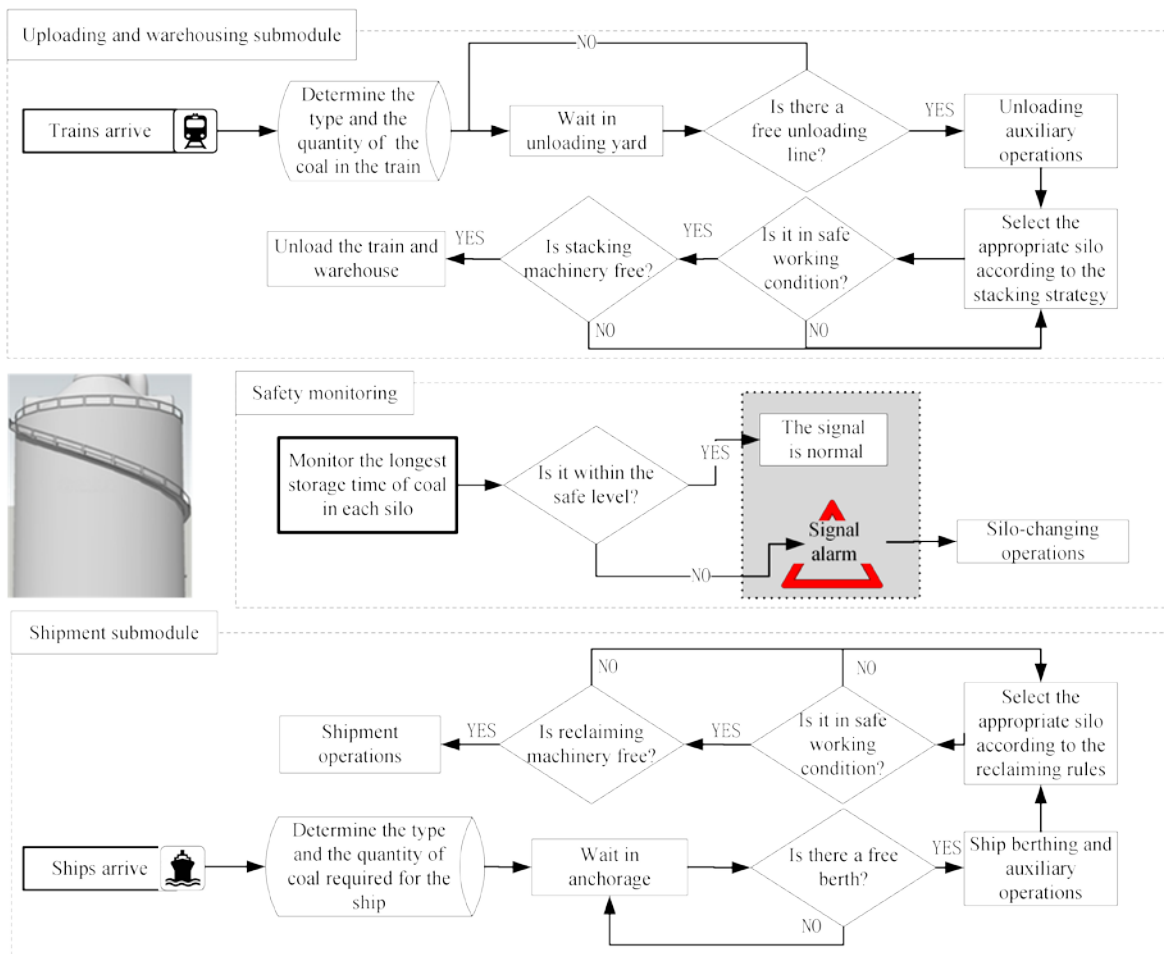 Uploading and warehousing submodule
NO
Trains arrive
Determine the
type and the
quantity of the
coal in the train
Wait in
unloading yard
Is there a
free unloading
line?
YES
Unloading
auxiliary
operations
Unload the train and
warehouse
YES
Is stacking
machinery free?
YES
Is it in safe
working
condition?
Select the
appropriate silo
according to the
stacking strategy
NO
NO
Safety monitoring
Monitor the longest
storage time of coal
in each silo
Is it within the
safe level?
YES
The signal
is normal
NO
Signal
alarm
Silo-changing
operations
Shipment submodule
NO
NO
Shipment
operations
YES
Is reclaiming
machinery free?
YES
Is it in safe
working
condition?
Select the
appropriate silo
according to the
reclaiming rules
Ships arrive
Determine the type
and the quantity of
coal required for the
ship
Wait in
anchorage
Is there a free
berth?
YES
Ship berthing and
auxiliary
operations
NO